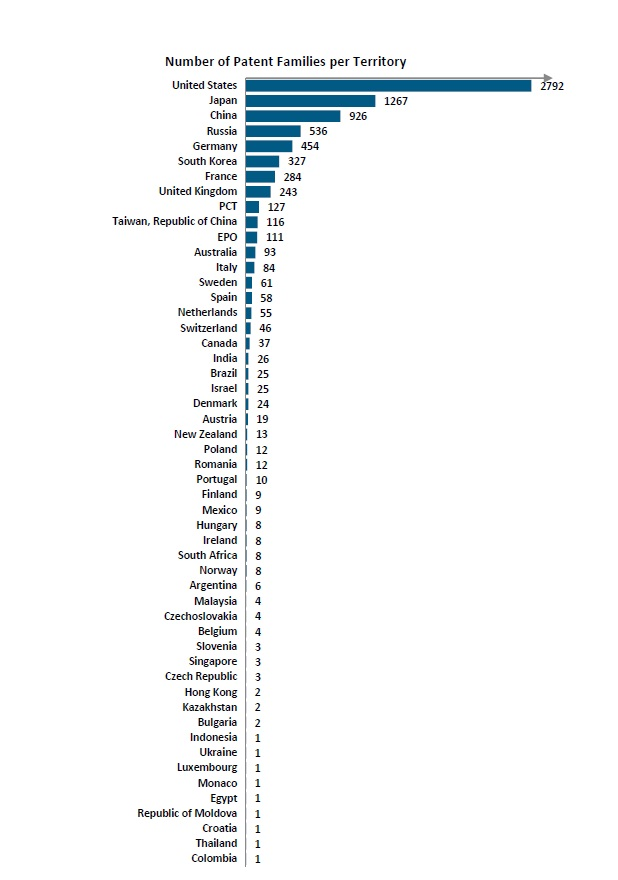 Number of Patent Families per Territory
United States 2792
Japan 1267
China 926
Russia 536
Germany 454
South Korea 327
France 284
United Kingdom 243
PCT 127
Taiwan, Republic of China 116
EPO 111
Australia 93
Italy 84
Sweden 61
Spain 58
Netherlands 55
Switzerland 46
Canada 37
India 26
Brazil 25
Israel 25
Denmark 24
Austria 19
New Zealand 13
Poland 12
Romania 12
Portugal 10
Finland 9
Mexico 9
Hungary 8
Ireland 8
South Africa 8
Norway 8
Argentina 6
Malaysia 4
Czechoslovakia 4
Belgium 4
Slovenia 3
Singapore 3
Czech Republic 3
Hong Kong 2
Kazakhstan 2
Bulgaria 2
Indonesia 1
Ukraine 1
Luxembourg 1
Monaco 1
Egypt 1
Republic of Moldova 1
Croatia 1
Thailand 1
Colombia 1